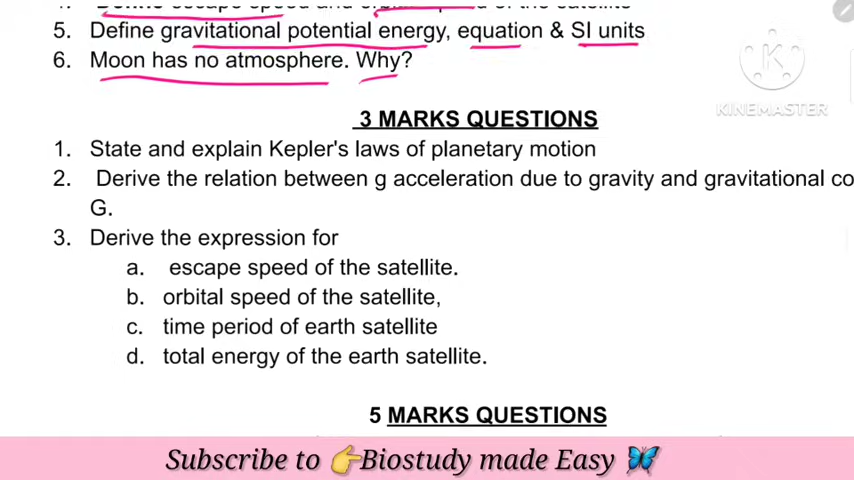 5. Define gravitational potential energy, equation & SI units
6. Moon has no atmosphere. Why?
KINEMASTER
3 MARKS QUESTIONS
1. State and explain Kepler's laws of planetary motion
2. Derive the relation between g acceleration due to gravity and gravitational co
G.
3. Derive the expression for
a. escape speed of the satellite.
b. orbital speed of the satellite,
c. time period of earth satellite
d. total energy of the earth satellite.
5 MARKS QUESTIONS
Subscribe to 👉Biostudy made Easy 🦋